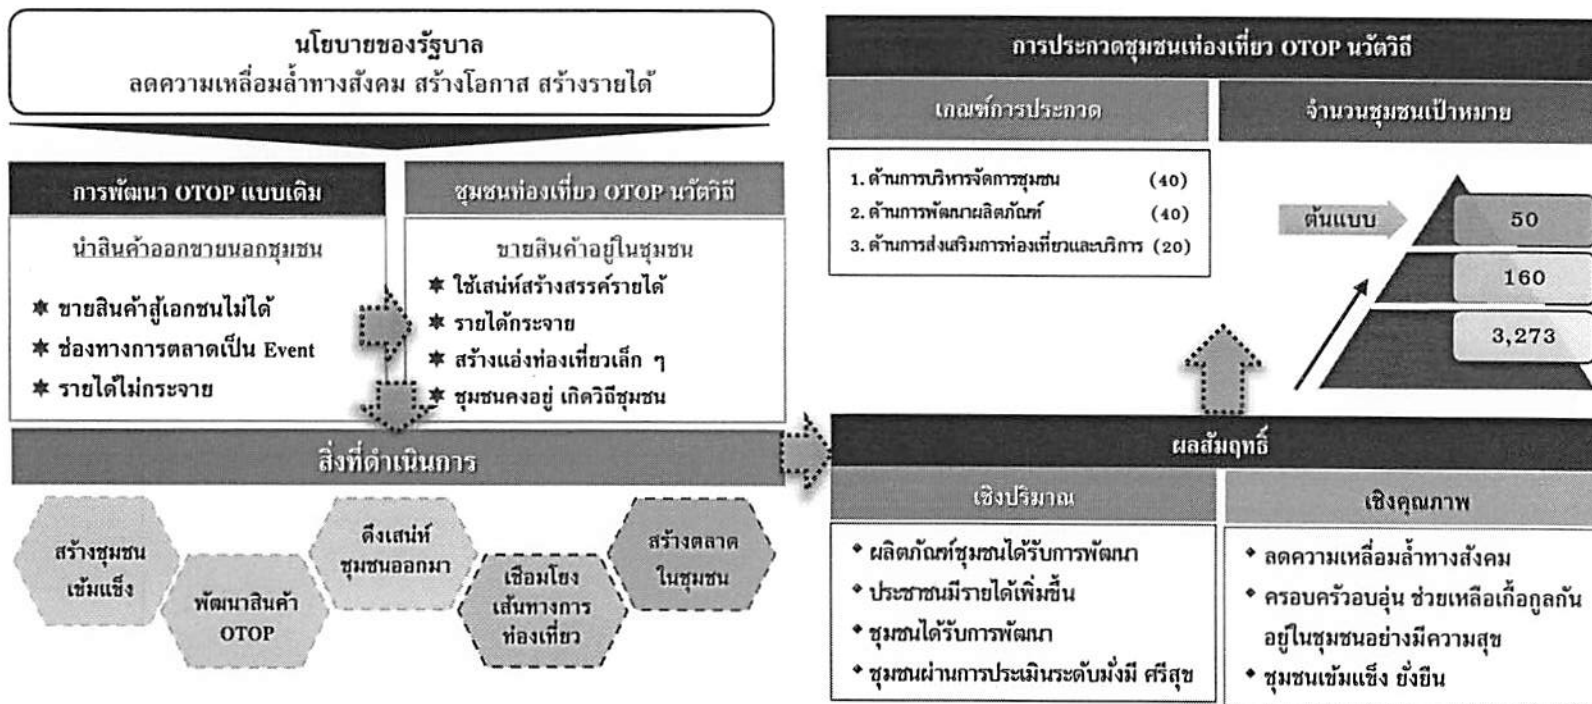 นโยบายของรัฐบาล
ลดความเหลื่อมล้ำทางสังคม สร้างโอกาส สร้างรายได้
การพัฒนา OTOP แบบเดิม
นำสินค้าออกขายนอกชุมชน
✶ ขายสินค้าสู้เอกชนไม่ได้
✶ ช่องทางการตลาดเป็น Event
✶ รายได้ไม่กระจาย
ชุมชนท่องเที่ยว OTOP นวัตวิถี
ขายสินค้าอยู่ในชุมชน
✶ ใช้เสน่ห์สร้างสรรค์รายได้
✶ รายได้กระจาย
✶ สร้างแอ่งท่องเที่ยวเล็ก ๆ
✶ ชุมชนคงอยู่ เกิดวิถีชุมชน
สิ่งที่ดำเนินการ
สร้างชุมชน
เข้มแข็ง
พัฒนาสินค้า
OTOP
ดึงเสน่ห์
ชุมชนออกมา
เชื่อมโยง
เส้นทางการ
ท่องเที่ยว
สร้างตลาด
ในชุมชน
การประกวดชุมชนเท่องเที่ยว OTOP นวัตวิถี
เกณฑ์การประกวด
1. ด้านการบริหารจัดการชุมชน (40)
2. ด้านการพัฒนาผลิตภัณฑ์ (40)
3. ด้านการส่งเสริมการท่องเที่ยวและบริการ (20)
จำนวนชุมชนเป้าหมาย
ต้นแบบ
50
160
3,273
ผลสัมฤทธิ์
เชิงปริมาณ
◆ ผลิตภัณฑ์ชุมชนได้รับการพัฒนา
◆ ประชาชนมีรายได้เพิ่มขึ้น
◆ ชุมชนได้รับการพัฒนา
◆ ชุมชนผ่านการประเมินระดับมั่งมี ศรีสุข
เชิงคุณภาพ
◆ ลดความเหลื่อมล้ำทางสังคม
◆ ครอบครัวอบอุ่น ช่วยเหลือเกื้อกูลกัน
อยู่ในชุมชนอย่างมีความสุข
◆ ชุมชนเข้มแข็ง ยั่งยืน